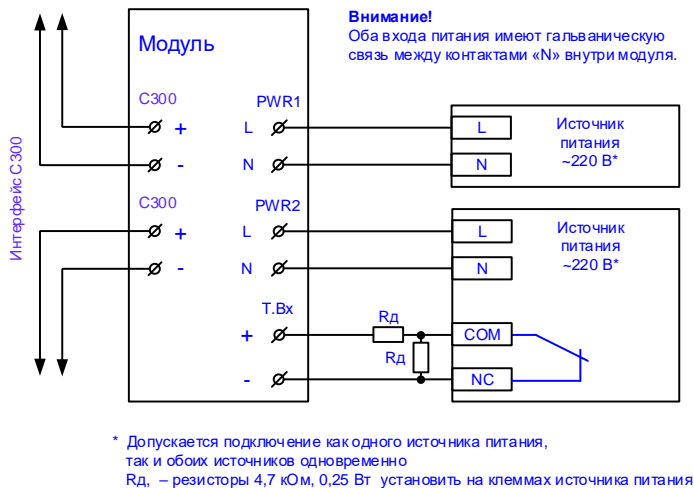 Внимание!
Оба входа питания имеют гальваническую
связь между контактами «N» внутри модуля.
Модуль
Интерфейс С300
С300
+
-
С300
+
-
PWR1
L
N
PWR2
L
N
Т.Вх
+
-
Rд
Rд
L
N
Источник
питания
~220 В*
L
N
Источник
питания
~220 В*
COM
NC
* Допускается подключение как одного источника питания,
так и обоих источников одновременно
Rд, – резисторы 4,7 кОм, 0,25 Вт установить на клеммах источника питания